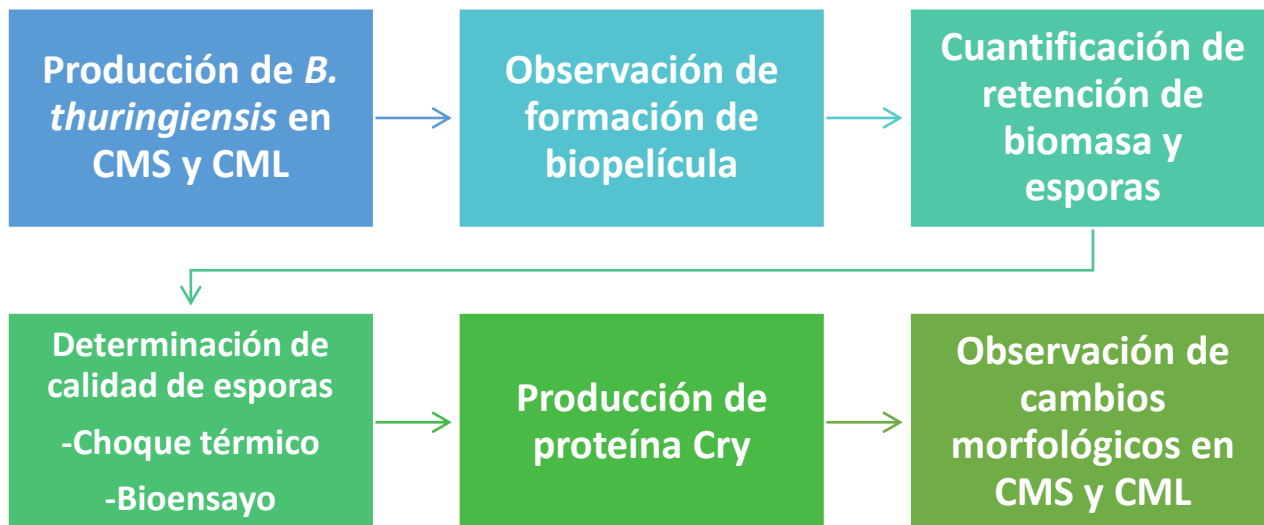 Producción de B.
thuringiensis en
CMS y CML
Observación de
formación de
biopelícula
Cuantificación de
retención de
biomasa y
esporas
Determinación de
calidad de esporas
-Choque térmico
-Bioensayo
Producción de
proteína Cry
Observación de
cambios
morfológicos en
CMS y CML